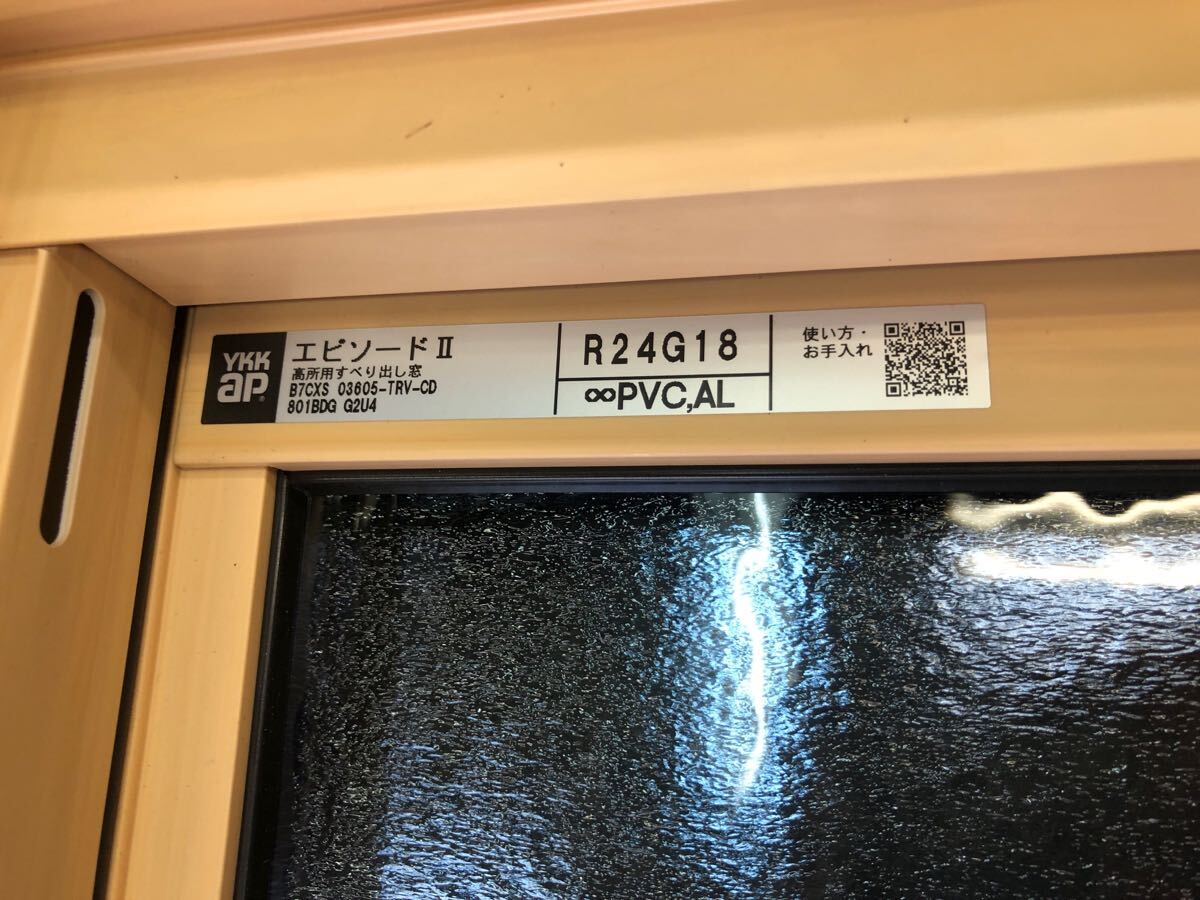 YKK
ap
エピソードⅡ
高所用すべり出し窓
B7CXS 03605-TRV-CD
801BDG G2U4
R24G18
∞PVC,AL
使い方・
お手入れ